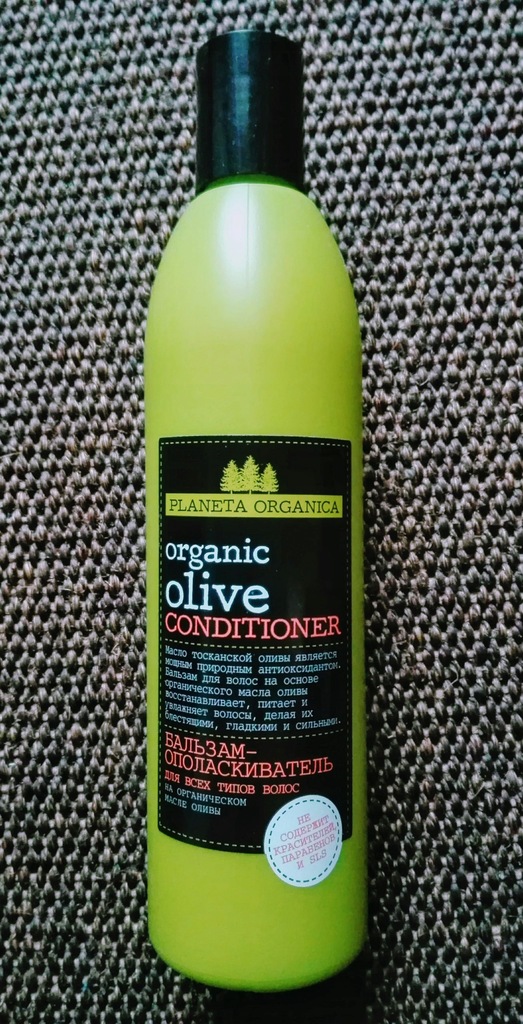 PLANETA ORGANICA
organic
olive
CONDITIONER
Масло тосканской оливы является
мощным природным антиоксидантом.
Бальзам для волос на основе
органического масла оливы
восстанавливает, питает и
увлажняет волосы, делая их
блестящими, гладкими и сильными.
БАЛЬЗАМ-
ОПОЛАСКИВАТЕЛЬ
ДЛЯ ВСЕХ ТИПОВ ВОЛОС
НА ОРГАНИЧЕСКОМ
МАСЛЕ ОЛИВЫ
НЕ
СОДЕРЖИТ
КРАСИТЕЛЕЙ,
ПАРАБЕНОВ
И SLS